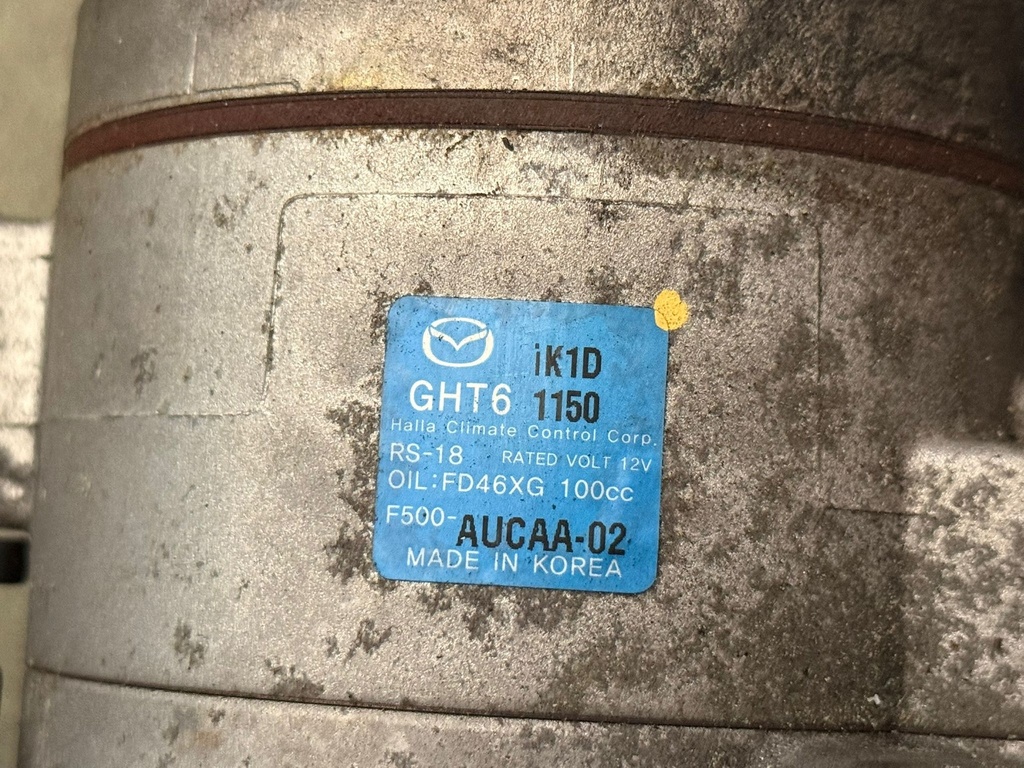 iK1D
GHT6 1150
Halla Climate Control Corp.
RS-18 RATED VOLT 12V
OIL:FD46XG 100cc
F500-AUCAA-02
MADE IN KOREA